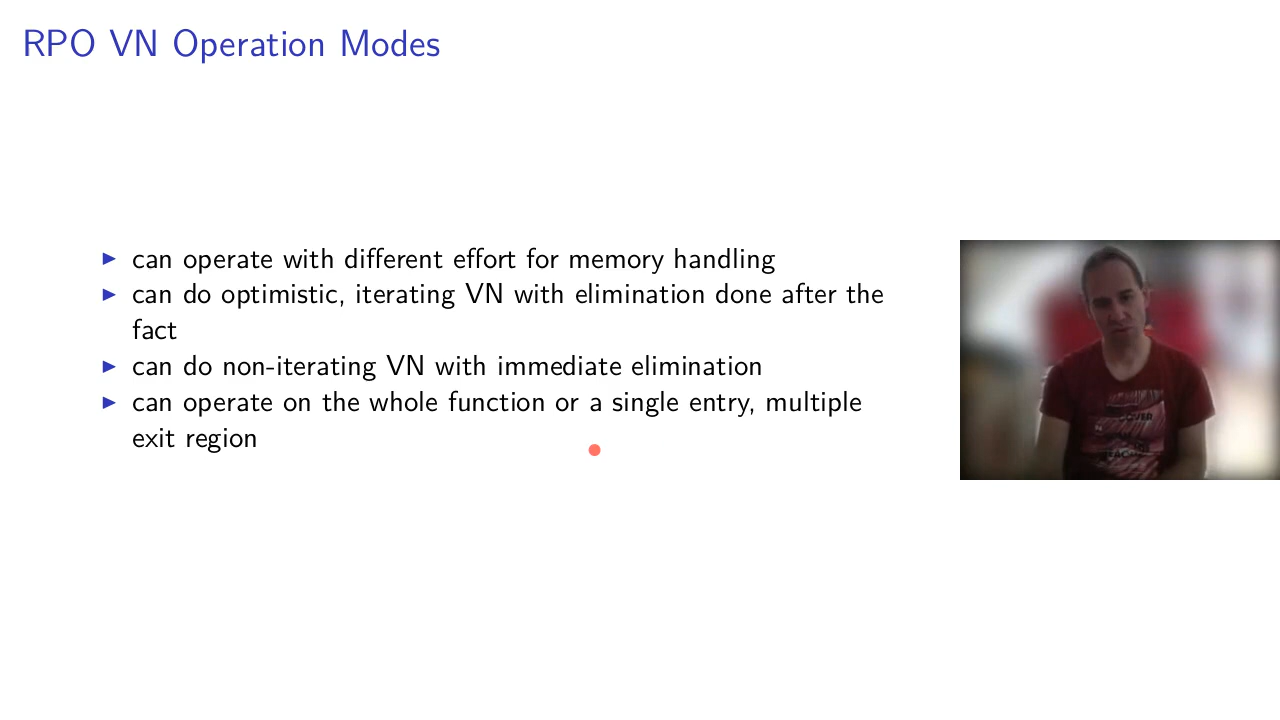 RPO VN Operation Modes
▶ can operate with different effort for memory handling
▶ can do optimistic, iterating VN with elimination done after the
fact
▶ can do non-iterating VN with immediate elimination
▶ can operate on the whole function or a single entry, multiple
exit region